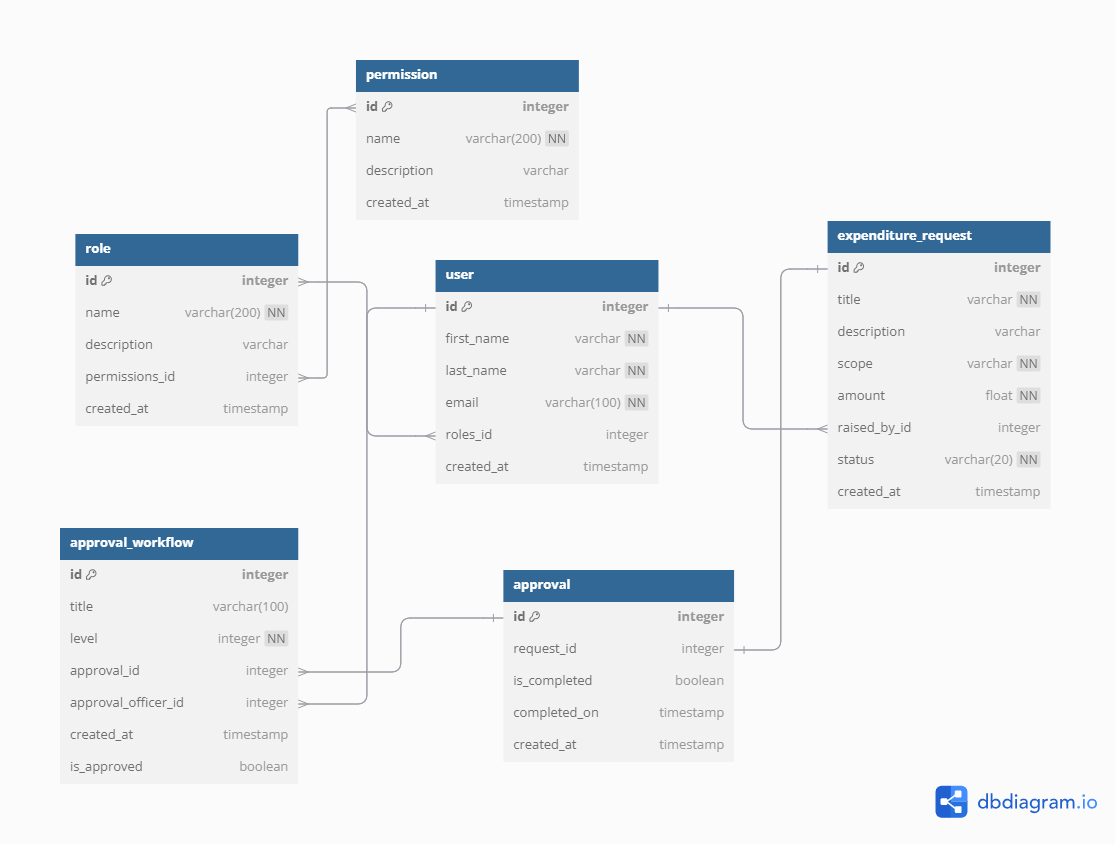 permission
id integer
name varchar(200) NN
description varchar
created_at timestamp
role
id integer
name varchar(200) NN
description varchar
permissions_id integer
created_at timestamp
user
id integer
first_name varchar NN
last_name varchar NN
email varchar(100) NN
roles_id integer
created_at timestamp
expenditure_request
id integer
title varchar NN
description varchar
scope varchar NN
amount float NN
raised_by_id integer
status varchar(20) NN
created_at timestamp
approval_workflow
id integer
title varchar(100)
level integer NN
approval_id integer
approval_officer_id integer
created_at timestamp
is_approved boolean
approval
id integer
request_id integer
is_completed boolean
completed_on timestamp
created_at timestamp
dbdiagram.io